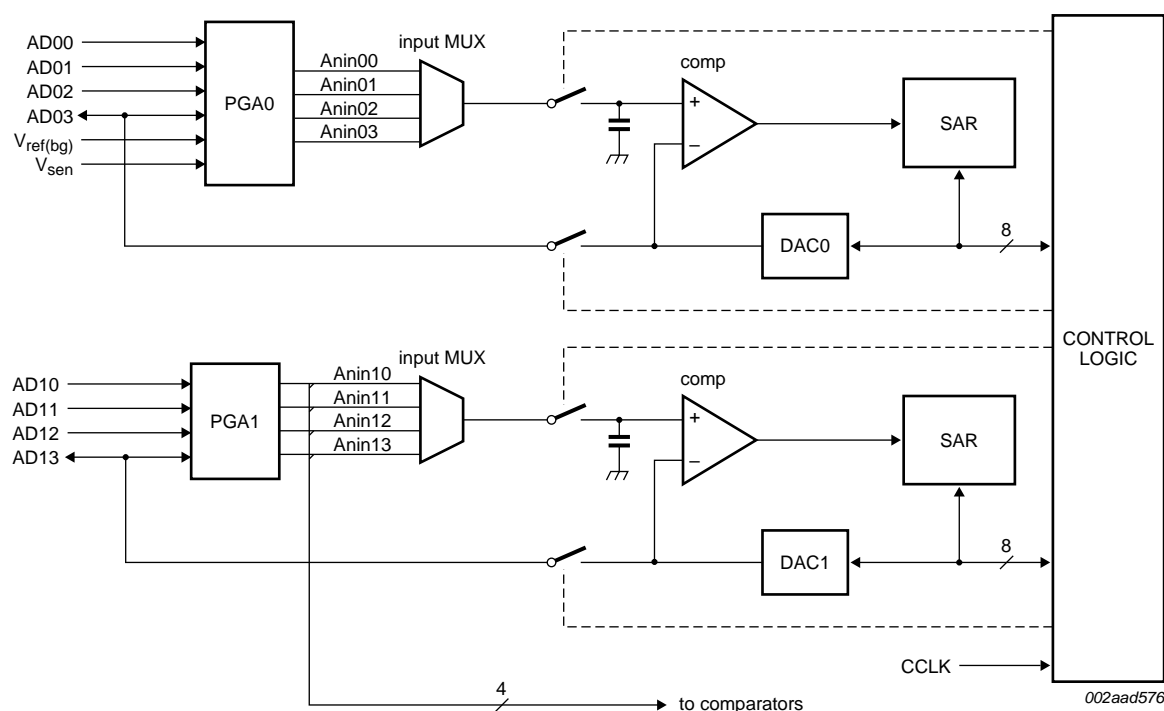 AD00
AD01
AD02
AD03
Vref(bg)
Vsen
PGA0
Anin00
Anin01
Anin02
Anin03
input MUX
comp
+
−
SAR
DAC0
8
AD10
AD11
AD12
AD13
PGA1
Anin10
Anin11
Anin12
Anin13
input MUX
comp
+
−
SAR
DAC1
8
CONTROL
LOGIC
CCLK
4
to comparators
002aad576